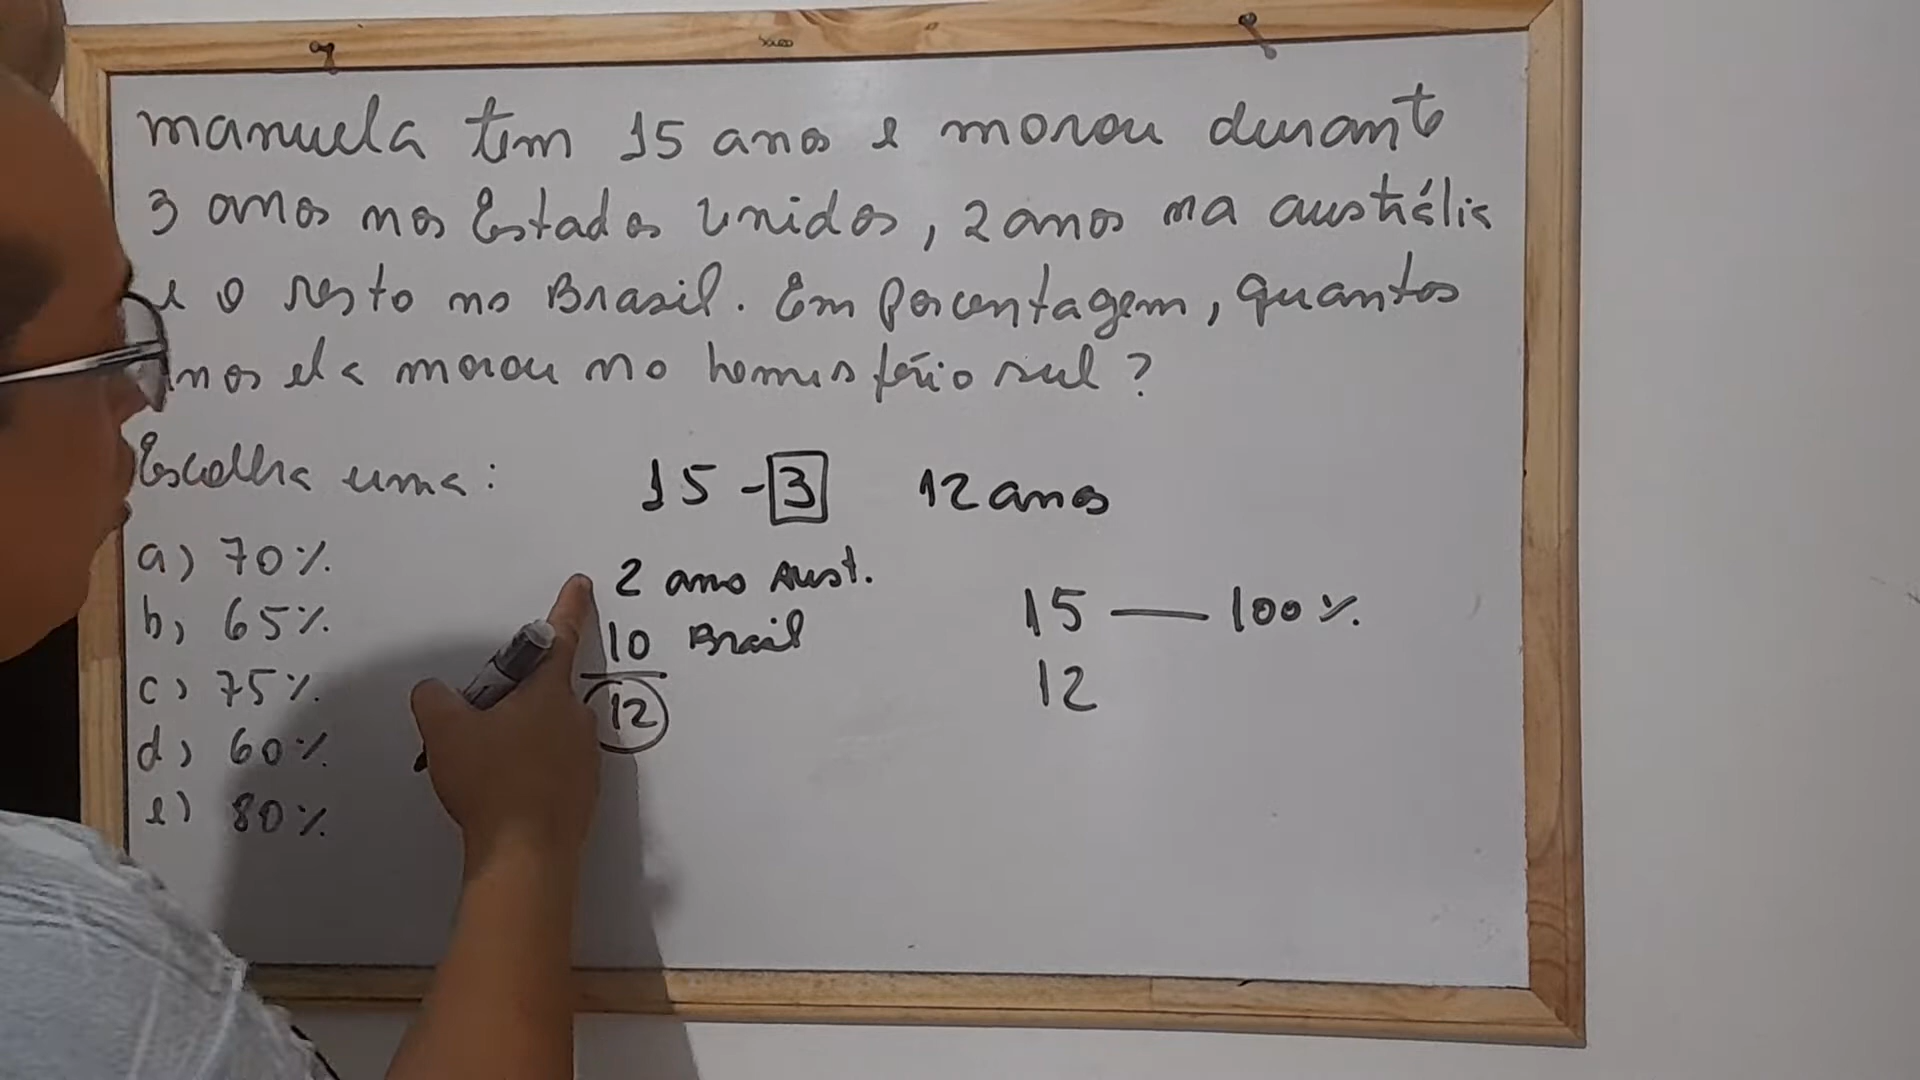 manuela tem 15 anos e morou durante
3 anos nos Estados Unidos, 2 anos na austrália
e o resto no Brasil. Em Porcentagem, quantos
anos ela morou no hemisfério sul?
Escolha uma:
a) 70%
b) 65%
c) 75%
d) 60%
e) 80%
15 - 3 12 anos
2 ano Aust.
10 Brasil
12
15 — 100%
12